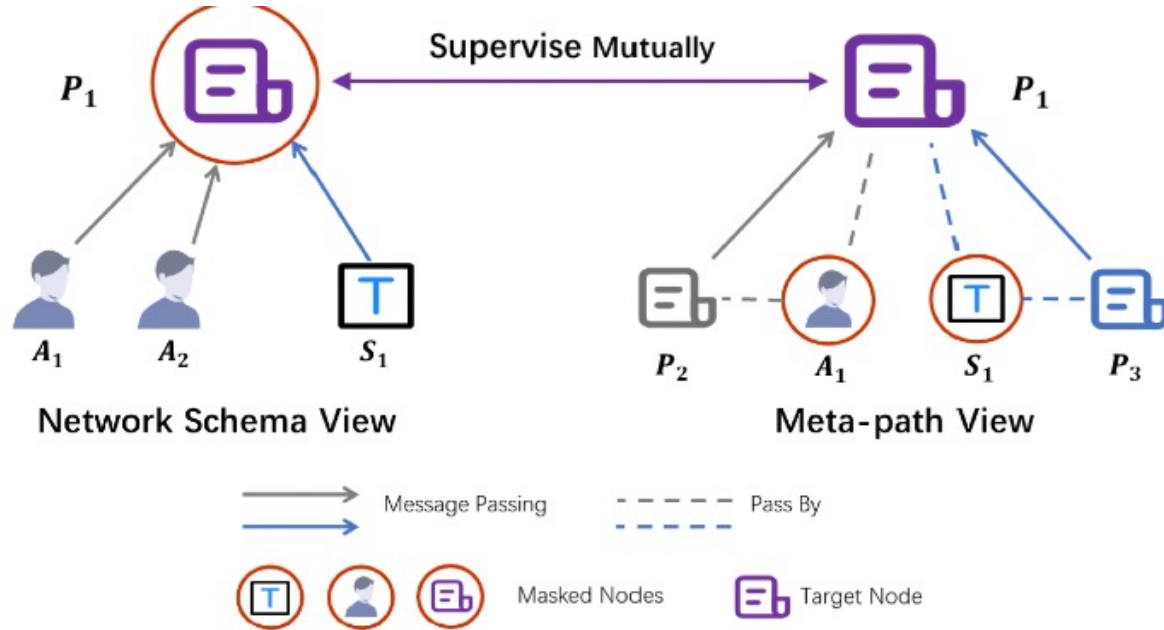 Supervise Mutually
P₁
P₁
T
T
A₁
A₂
S₁
P₂
A₁
S₁
P₃
Network Schema View
Meta-path View
Message Passing
Pass By
T
Masked Nodes
Target Node